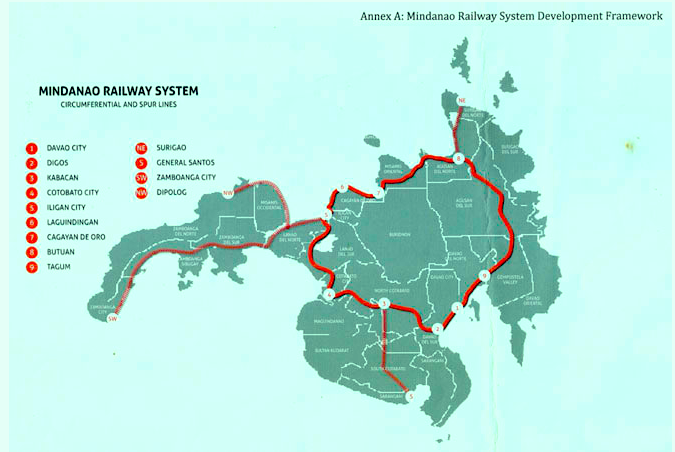 Annex A: Mindanao Railway System Development Framework
MINDANAO RAILWAY SYSTEM
CIRCUMFERENTIAL AND SPUR LINES
1 DAVAO CITY
2 DIGOS
3 KABACAN
4 COTOBATO CITY
5 ILIGAN CITY
6 LAGUINDINGAN
7 CAGAYAN DE ORO
8 BUTUAN
9 TAGUM
NE SURIGAO
S GENERAL SANTOS
SW ZAMBOANGA CITY
NW DIPOLOG
NE
DEL NORTE
SURIGAO
DEL SUR
8
AGUSAN
DEL NORTE
MISAMIS
ORIENTAL
6
CAGAYAN DE
NW
MISAMIS
OCCIDENTAL
5
ILIGAN
CITY
AGUSAN
DEL SUR
LANAO
DEL NORTE
ZAMBOANGA
DEL NORTE
ZAMBOANGA
DEL SUR
BUKIDNON
LANAO
DEL SUR
ZAMBOANGA
SIBUGAY
DAVAO
DEL NORTE
9
COMPOSTELA
VALLEY
DAVAO CITY
DAVAO
ORIENTAL
NORTH COTABATO
4
3
1
ZAMBOANGA
CITY
SW
MAGUINDANAO
2
DAVAO
DEL SUR
SULTAN KUDARAT
SARANGANI
SOUTH COTABATO
SARANGANI
S